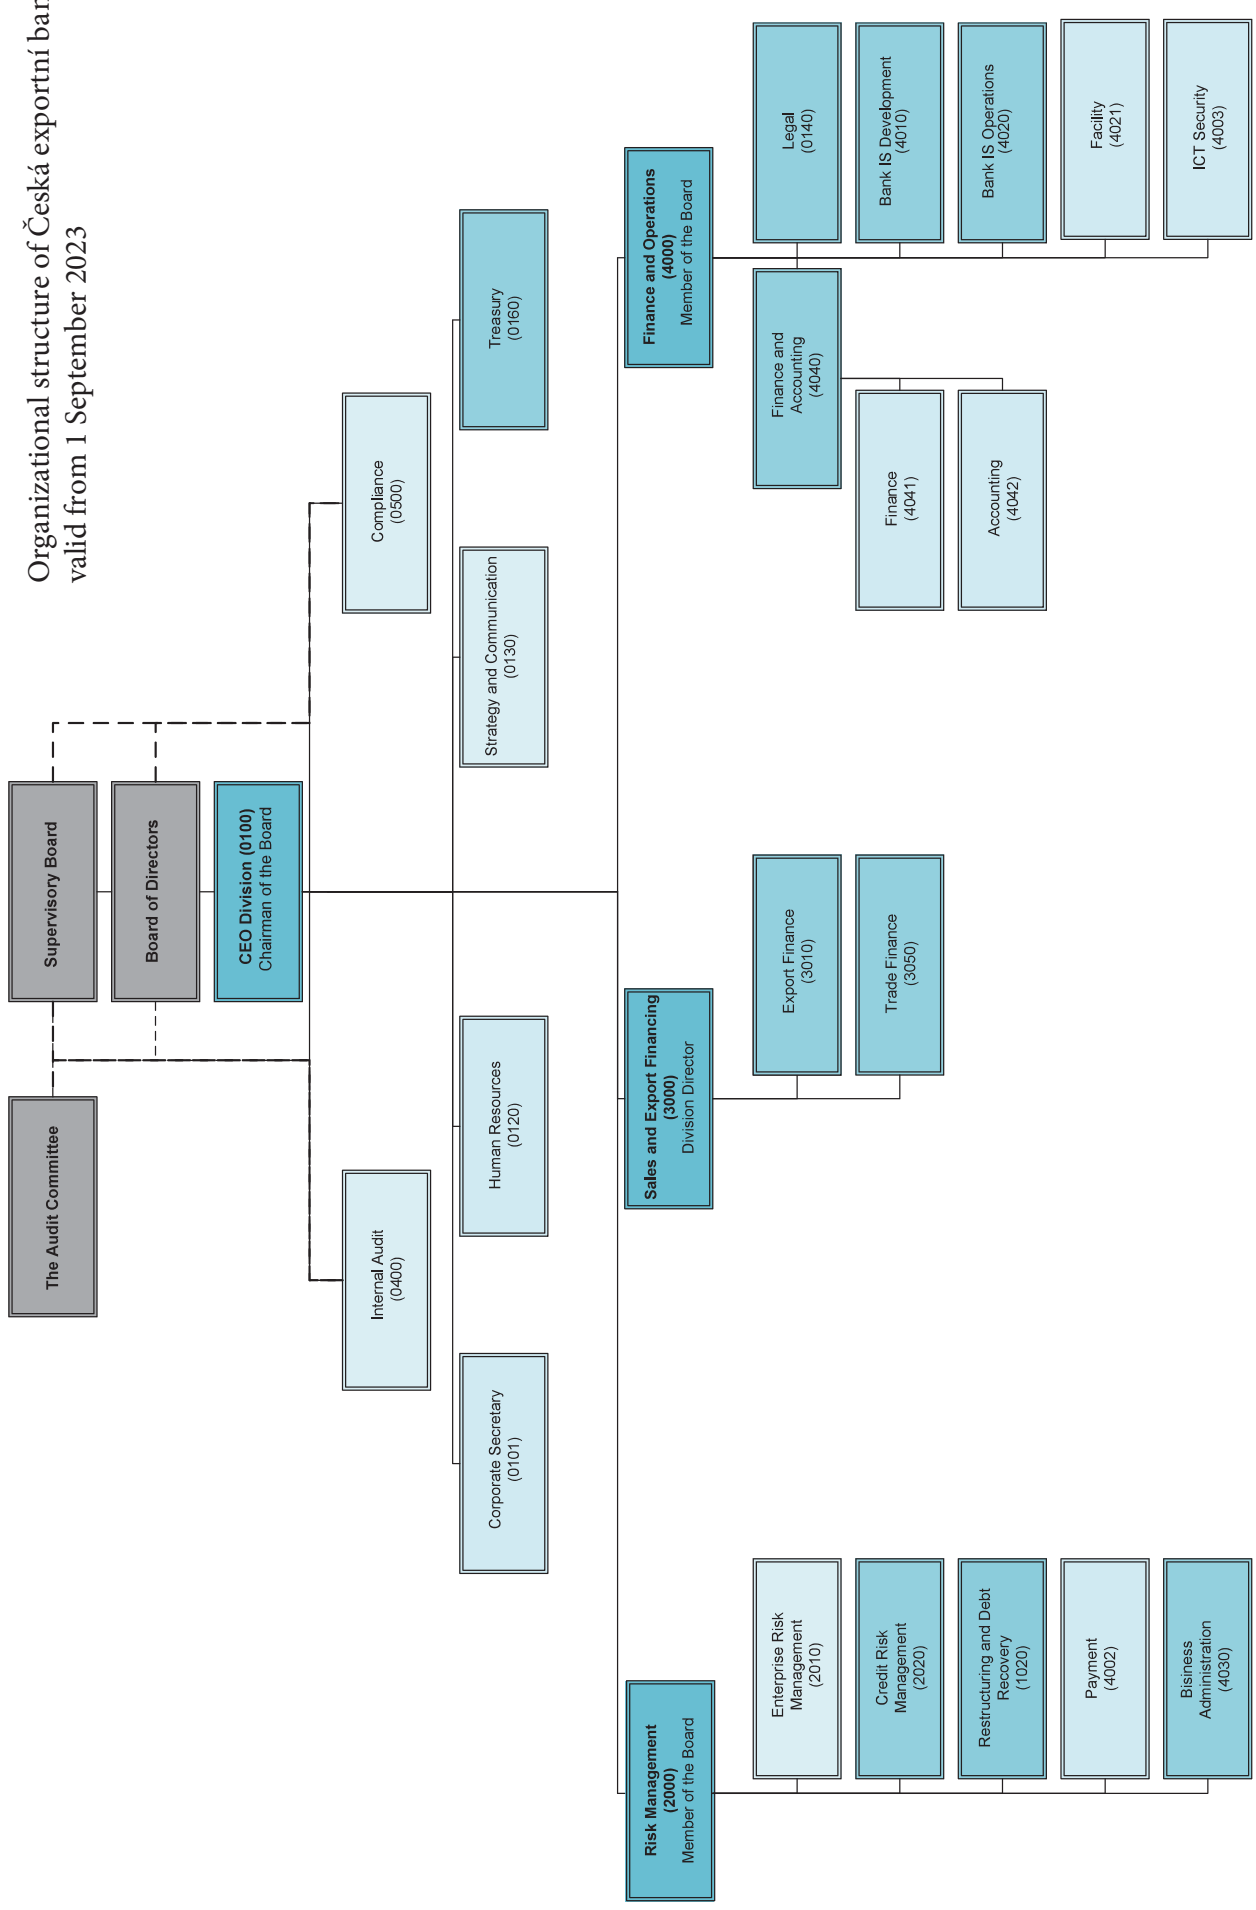 Organizational structure of Česká exportní ban
valid from 1 September 2023
The Audit Committee
Supervisory Board
Board of Directors
CEO Division (0100)
Chairman of the Board
Internal Audit
(0400)
Compliance
(0500)
Corporate Secretary
(0101)
Human Resources
(0120)
Strategy and Communication
(0130)
Treasury
(0160)
Risk Management
(2000)
Member of the Board
Enterprise Risk
Management
(2010)
Credit Risk
Management
(2020)
Restructuring and Debt
Recovery
(1020)
Payment
(4002)
Bisiness
Administration
(4030)
Sales and Export Financing
(3000)
Division Director
Export Finance
(3010)
Trade Finance
(3050)
Finance and Operations
(4000)
Member of the Board
Finance and
Accounting
(4040)
Finance
(4041)
Accounting
(4042)
Legal
(0140)
Bank IS Development
(4010)
Bank IS Operations
(4020)
Facility
(4021)
ICT Security
(4003)